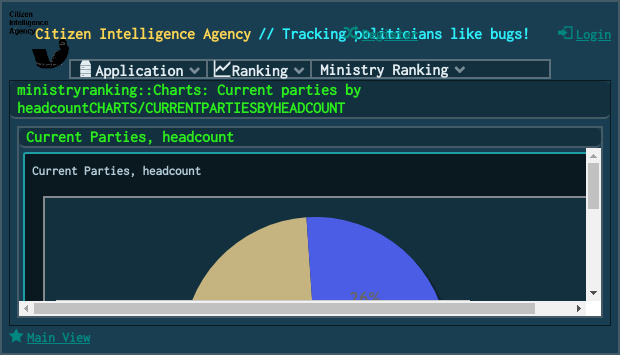 Citizen
Intelligence
Agency
Citizen Intelligence Agency // Tracking politicians like bugs!
Register
Login
Application
Ranking
Ministry Ranking
ministryranking::Charts: Current parties by
headcountCHARTS/CURRENTPARTIESBYHEADCOUNT
Current Parties, headcount
Current Parties, headcount
Main View